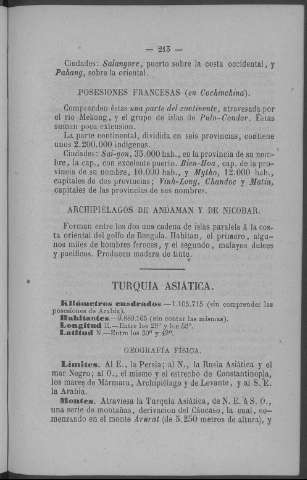 — 213 —
Ciudades: Salangore, puerto sobre la costa occidental, y
Pahang, sobre la oriental.
POSESIONES FRANCESAS (en Cochinchina).
Comprenden éstas una parte del continente, atravesada por
el rio Mekong, y el grupo de islas de Pulo-Condor. Estas
suman poca extension.
La parte continental, dividida en seis provincias, contiene
unos 2.200.000 indígenas.
Ciudades: Sai-gon, 35.000 hab., en la provincia de su nom-
bre, la cap., con excelente puerto. Bien-Hoa, cap. de la pro-
vincia de su nombre, 10.000 hab., y Mytho, 12.000 hab.,
capitales de dos provincias; Vinh-Long, Chandoc y Hatin,
capitales de las provincias de sus nombres.
ARCHIPIÉLAGOS DE ANDAMAN Y DE NICOBAR.
Forman entre los dos una cadena de islas paralela á la cos-
ta oriental del golfo de Bengala. Habitan, el primero, algu-
nos miles de hombres feroces, y el segundo, malayos dulces
y pacíficos. Producen madera de tinte.
TURQUIA ASIÁTICA.
Kilómetros cuadrados—1.105.715 (sin comprender las
posesiones de Arabia).
Habitantes—9.880.165 (sin contar las mismas).
Longitud E.—Entre los 23° y los 53°.
Latitud N.—Entre los 30° y 42°.
GEOGRAFÍA FÍSICA.
Límites. Al E., la Persia; al N., la Rusia Asiática y el
mar Negro; al O., el mismo y el estrecho de Constantinopla,
los mares de Mármora, Archipiélago y de Levante, y al S. E.
la Arabia.
Montes. Atraviesa la Turquía Asiática, de N. E. á S. O.,
una serie de montañas, derivacion del Cáucaso, la cual, co-
menzando en el monte Ararat (de 5.250 metros de altura), y